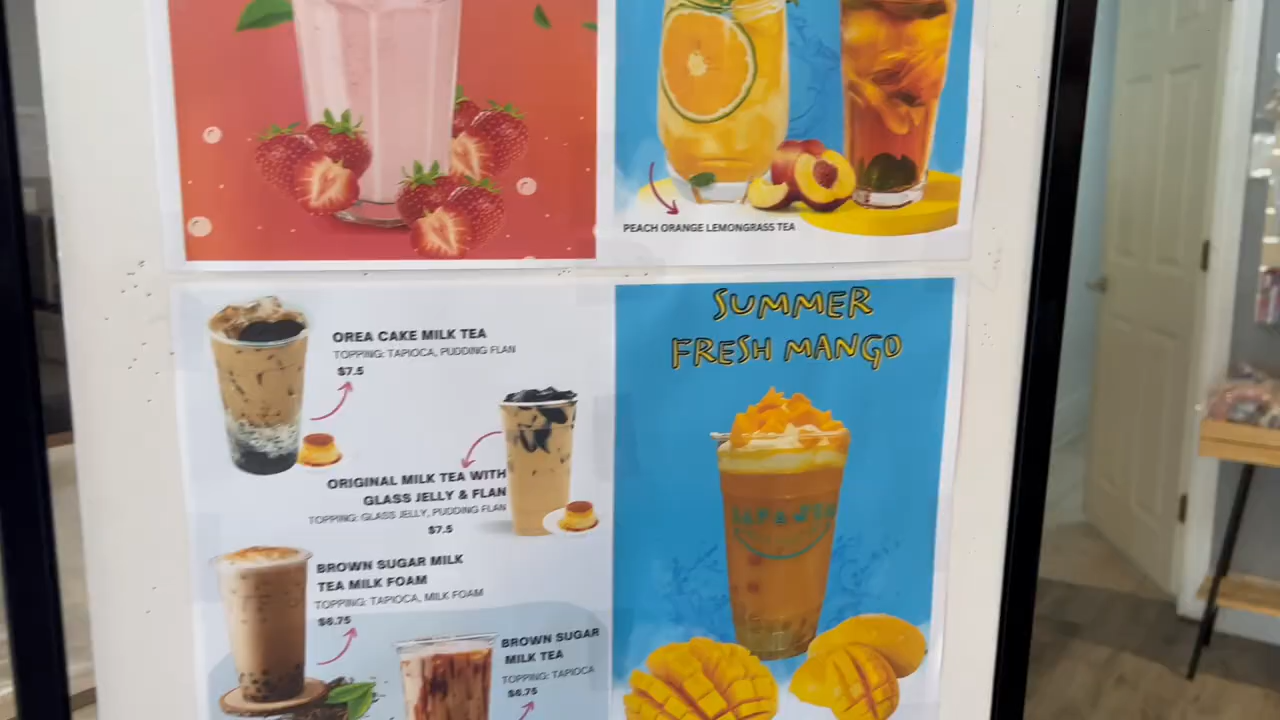 PEACH ORANGE LEMONGRASS TEA
OREA CAKE MILK TEA
TOPPING: TAPIOCA, PUDDING FLAN
$7.5
ORIGINAL MILK TEA WITH
GLASS JELLY & FLAN
TOPPING: GLASS JELLY, PUDDING FLAN
$7.5
BROWN SUGAR MILK
TEA MILK FOAM
TOPPING: TAPIOCA, MILK FOAM
$6.75
BROWN SUGAR
MILK TEA
TOPPING: TAPIOCA
$6.75
SUMMER
FRESH MANGO